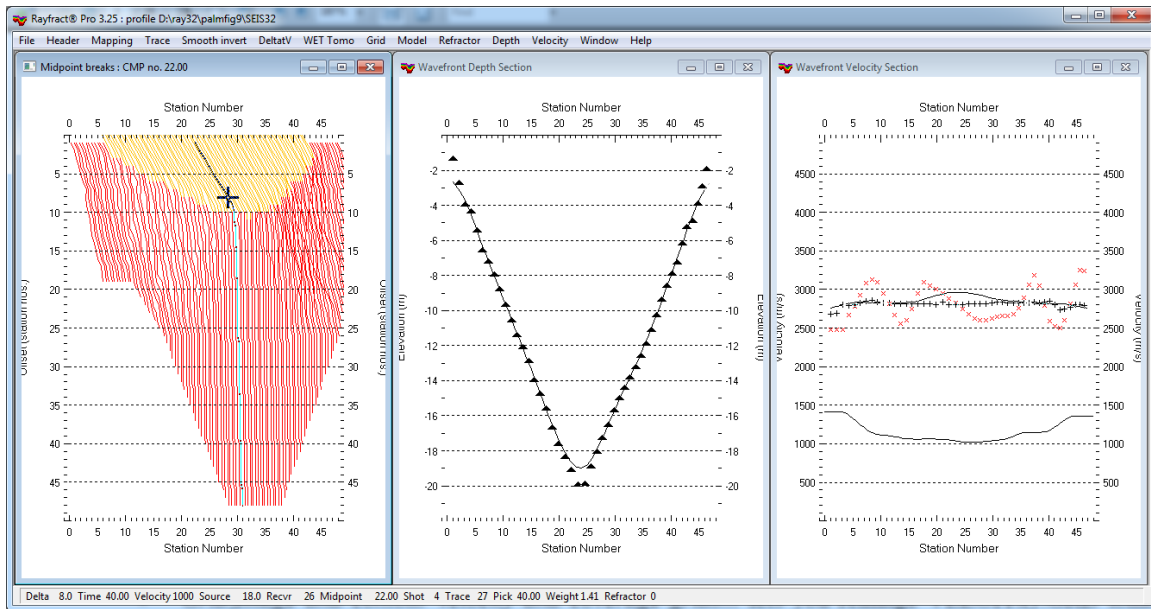 Rayfract® Pro 3.25 : profile D:\ray32\palmfig9\SEIS32
File Header Mapping Trace Smooth invert DeltatV WET Tomo Grid Model Refractor Depth Velocity Window Help
Midpoint breaks : CMP no. 22.00
Station Number
0 5 10 15 20 25 30 35 40 45
5 5
10 10
15 15
20 20
25 25
30 30
35 35
40 40
45 45
0 5 10 15 20 25 30 35 40 45
Station Number
Wavefront Depth Section
Station Number
0 5 10 15 20 25 30 35 40 45
-2 -2
-4 -4
-6 -6
-8 -8
-10 -10
-12 -12
-14 -14
-16 -16
-18 -18
-20 -20
Elevation [m] Elevation [m]
0 5 10 15 20 25 30 35 40 45
Station Number
Wavefront Velocity Section
Station Number
0 5 10 15 20 25 30 35 40 45
4500 4500
4000 4000
3500 3500
3000 3000
2500 2500
2000 2000
1500 1500
1000 1000
500 500
Velocity (m/s) Velocity (m/s)
0 5 10 15 20 25 30 35 40 45
Station Number
Delta 8.0 Time 40.00 Velocity 1000 Source 18.0 Recvr 26 Midpoint 22.00 Shot 4 Trace 27 Pick 40.00 Weight 1.41 Refractor 0